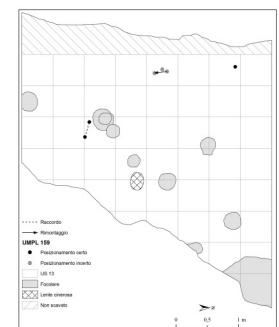 Raccordo
Rimontaggio
UMPL 159
Posizionamento certo
Posizionamento incerto
US 13
Focolare
Lente cinerosa
Non scavato
0 0,5 1 m